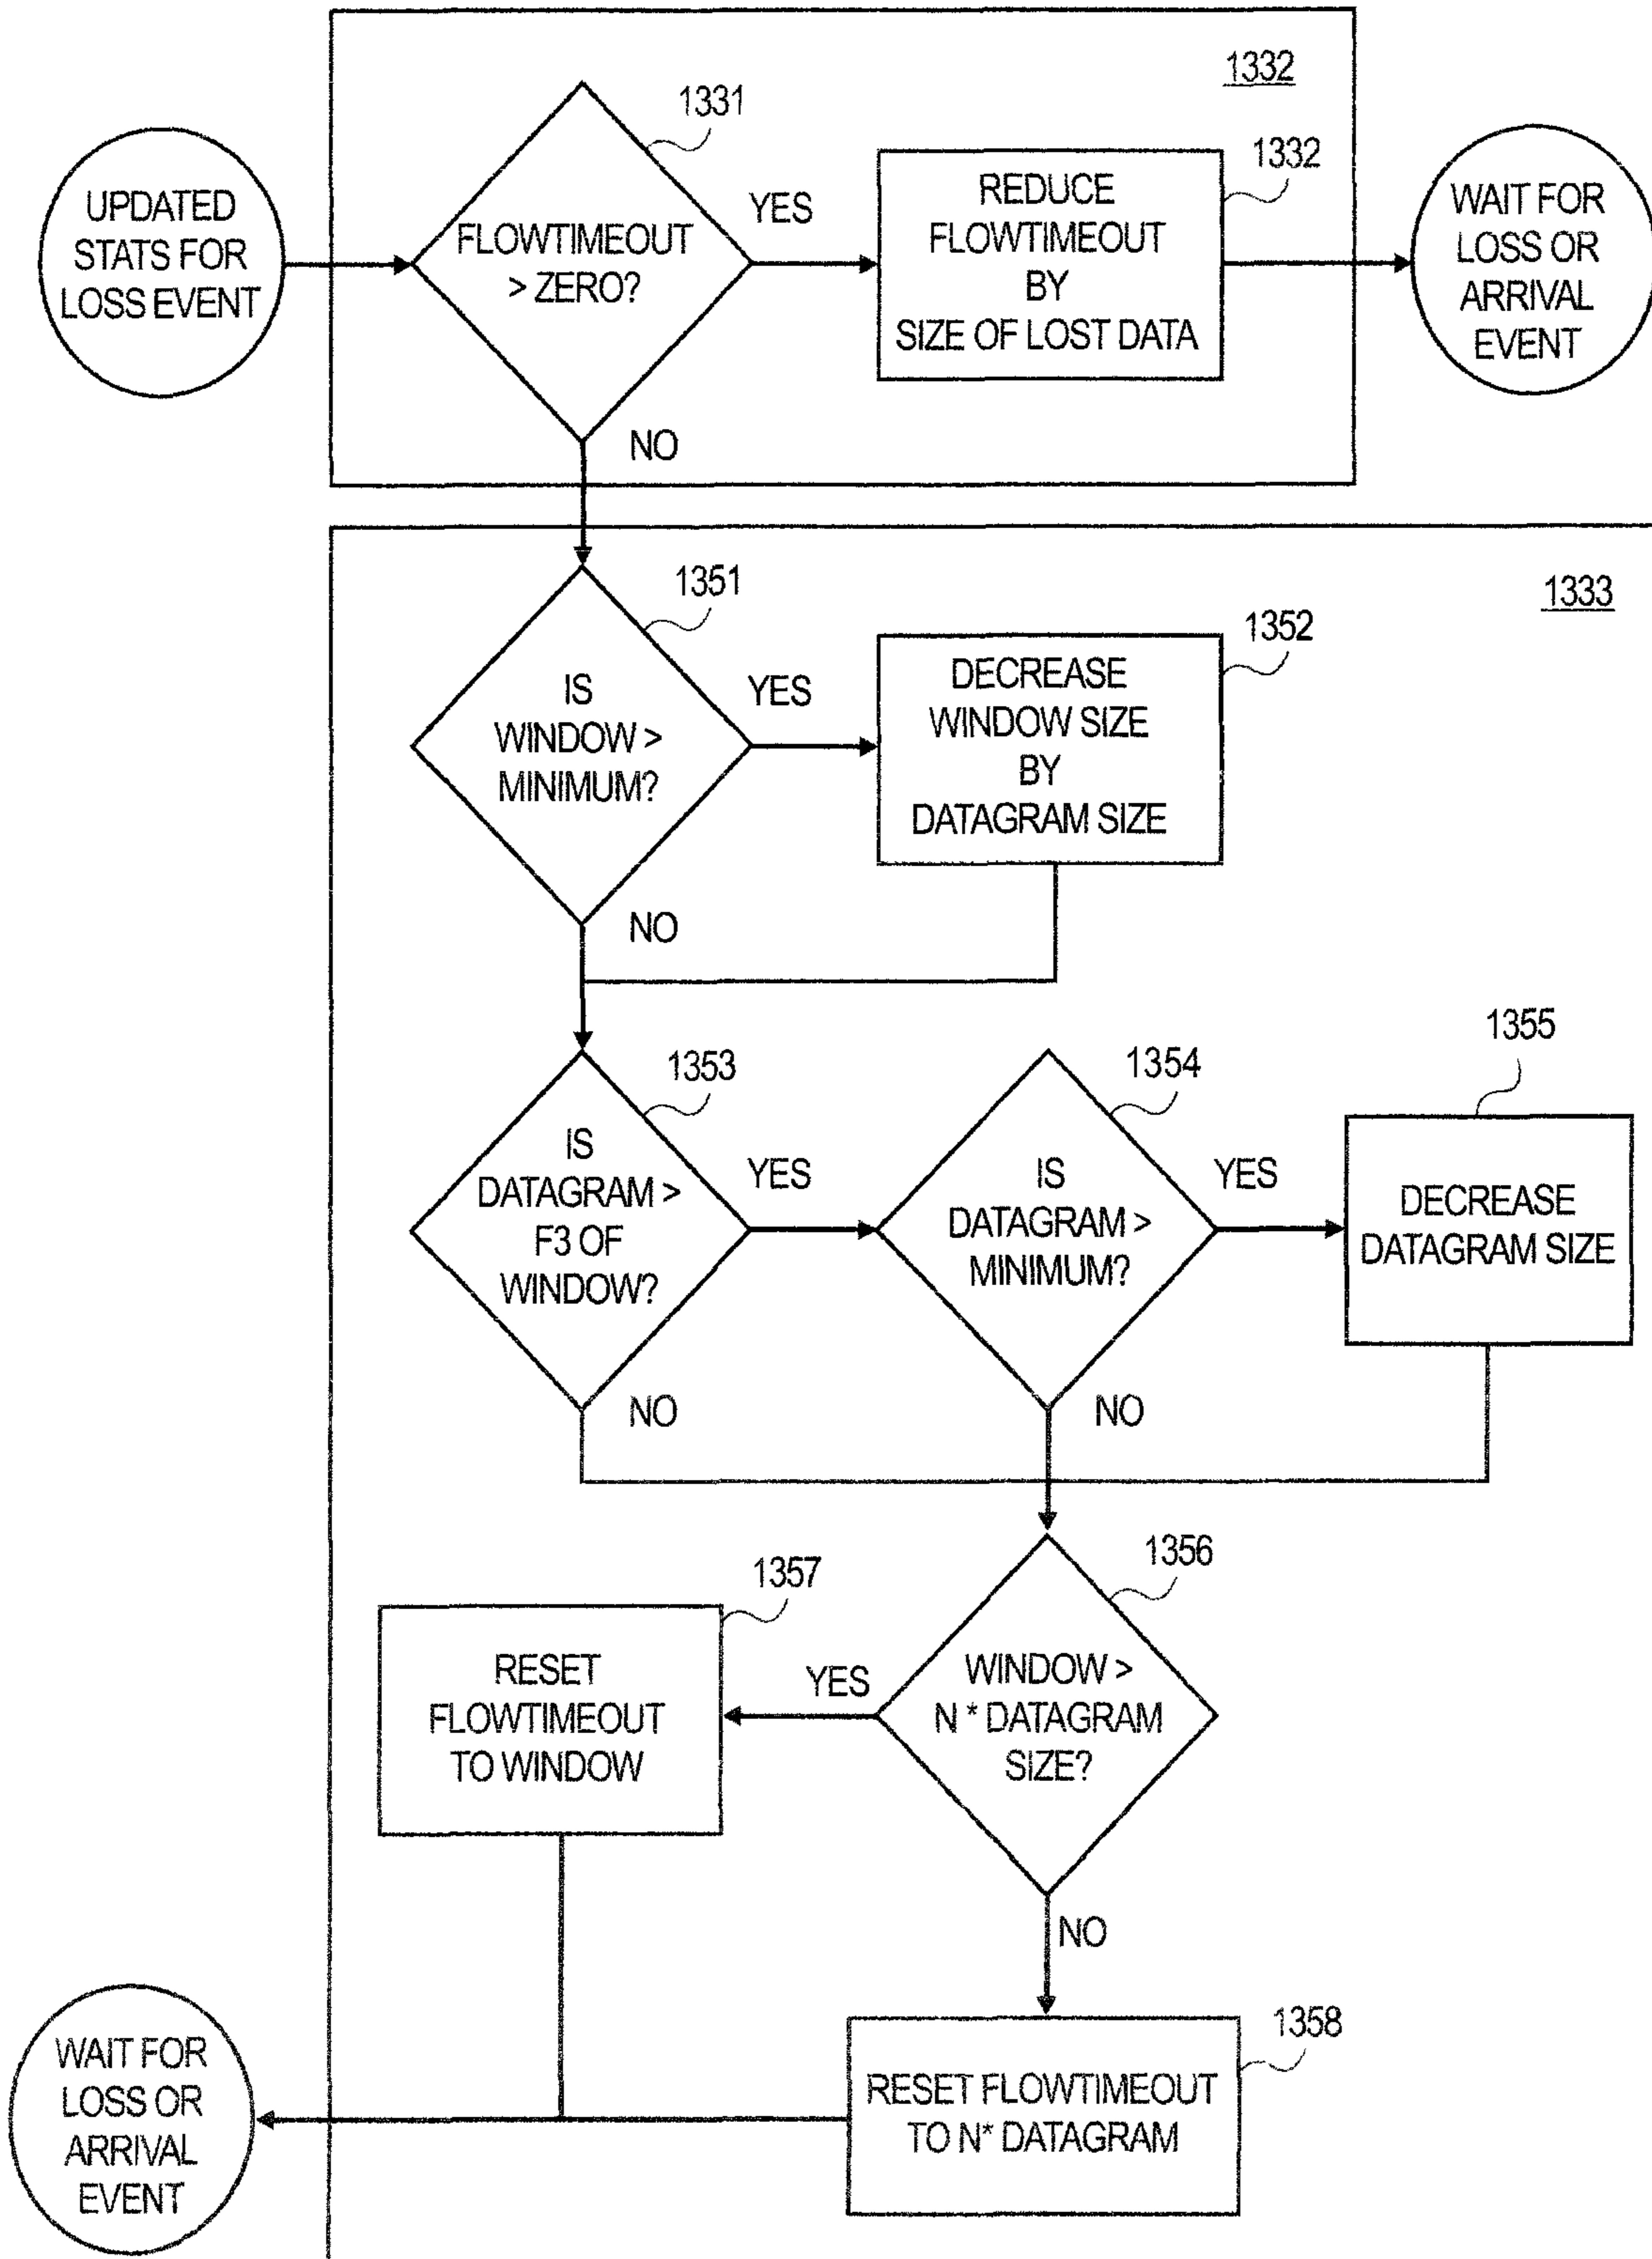 1332
1331
UPDATED
STATS FOR
LOSS EVENT
FLOWTIMEOUT
> ZERO?
YES
1332
REDUCE
FLOWTIMEOUT
BY
SIZE OF LOST DATA
WAIT FOR
LOSS OR
ARRIVAL
EVENT
NO
1333
1351
IS
WINDOW >
MINIMUM?
YES
1352
DECREASE
WINDOW SIZE
BY
DATAGRAM SIZE
NO
1353
IS
DATAGRAM >
F3 OF
WINDOW?
YES
1354
IS
DATAGRAM >
MINIMUM?
YES
1355
DECREASE
DATAGRAM SIZE
NO
NO
1356
WINDOW >
N * DATAGRAM
SIZE?
YES
1357
RESET
FLOWTIMEOUT
TO WINDOW
NO
1358
RESET FLOWTIMEOUT
TO N* DATAGRAM
WAIT FOR
LOSS OR
ARRIVAL
EVENT